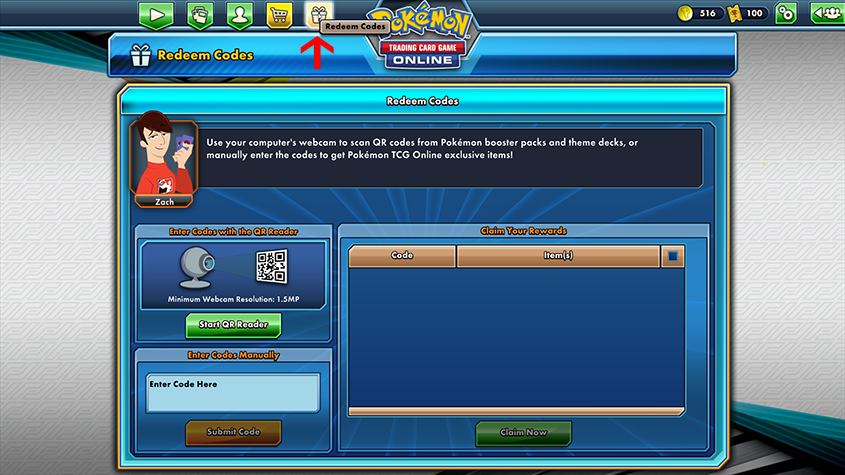 Redeem Codes
516
100
Pokémon
TRADING CARD GAME
ONLINE
Redeem Codes
Redeem Codes
Use your computer's webcam to scan QR codes from Pokémon booster packs and theme decks, or
manually enter the codes to get Pokémon TCG Online exclusive items!
Zach
Enter Codes with the QR Reader
Minimum Webcam Resolution: 1.5MP
Start QR Reader
Enter Codes Manually
Enter Code Here
Submit Code
Claim Your Rewards
Code
Item(s)
Claim Now